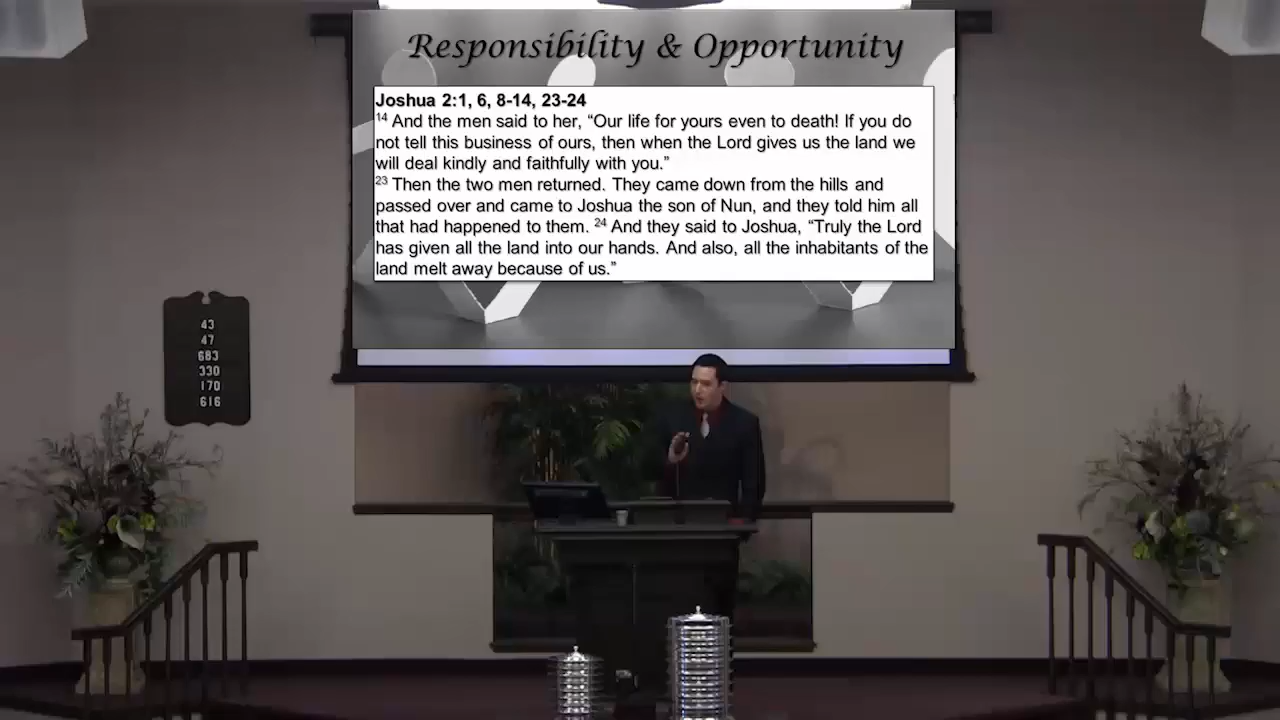 Responsibility & Opportunity
Joshua 2:1, 6, 8-14, 23-24
14 And the men said to her, “Our life for yours even to death! If you do
not tell this business of ours, then when the Lord gives us the land we
will deal kindly and faithfully with you.”
23 Then the two men returned. They came down from the hills and
passed over and came to Joshua the son of Nun, and they told him all
that had happened to them. 24 And they said to Joshua, “Truly the Lord
has given all the land into our hands. And also, all the inhabitants of the
land melt away because of us.”
43
47
683
330
170
616